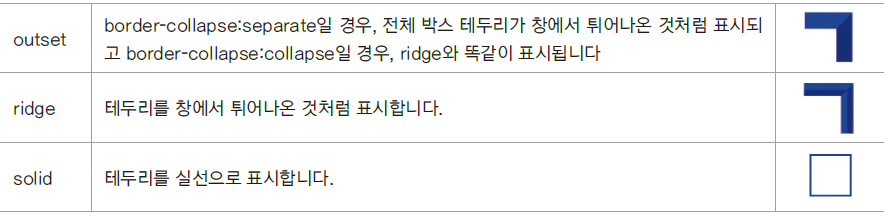 outset
border-collapse:separate일 경우, 전체 박스 테두리가 창에서 튀어나온 것처럼 표시되
고 border-collapse:collapse일 경우, ridge와 똑같이 표시됩니다
ridge
테두리를 창에서 튀어나온 것처럼 표시합니다.
solid
테두리를 실선으로 표시합니다.